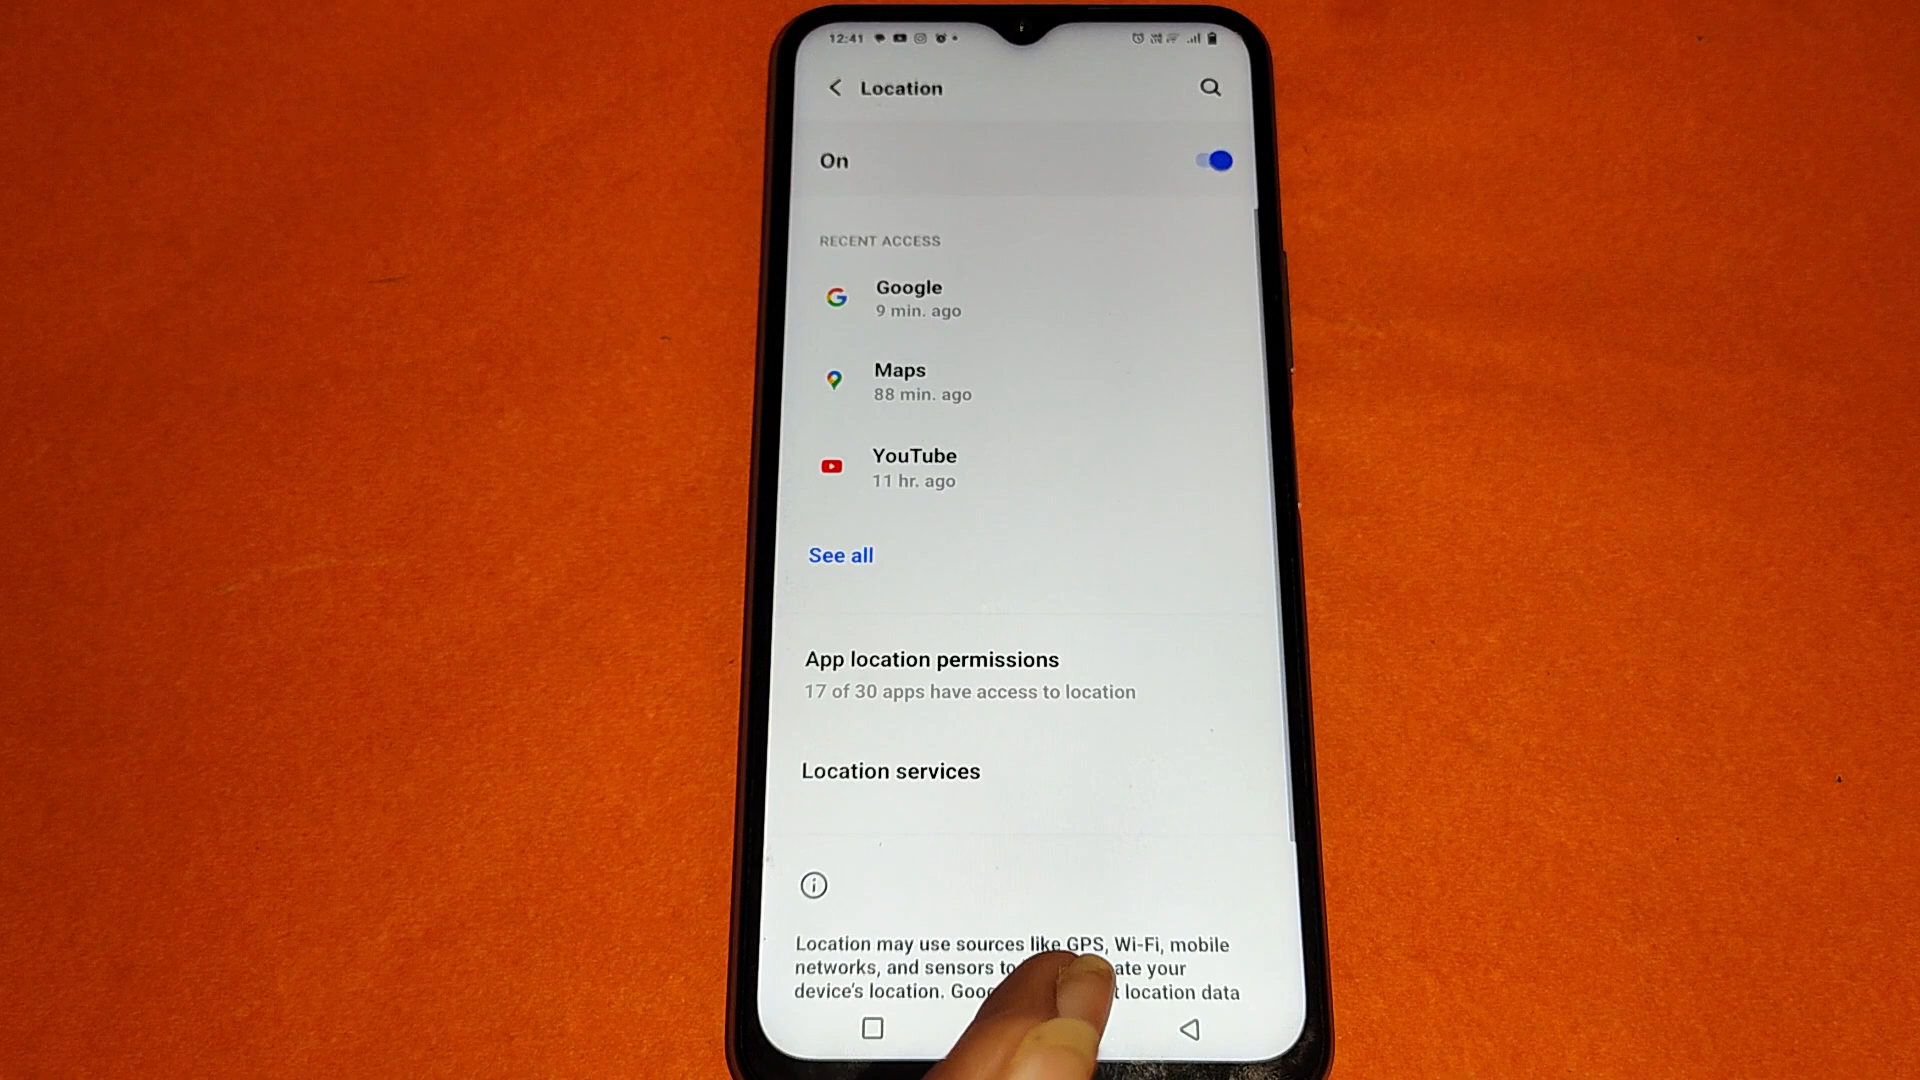 12:41
Location
On
RECENT ACCESS
Google
9 min. ago
Maps
88 min. ago
YouTube
11 hr. ago
See all
App location permissions
17 of 30 apps have access to location
Location services
Location may use sources like GPS, Wi-Fi, mobile
networks, and sensors to your
device's location. location data